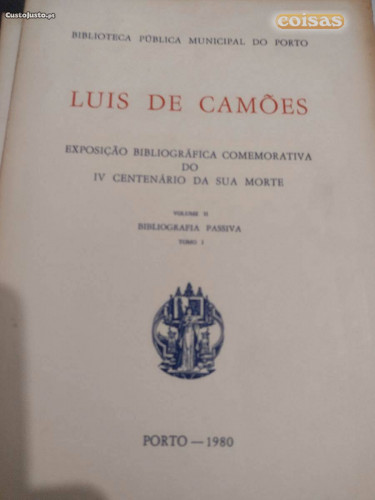 CustoJusto.pt
coisas
BIBLIOTECA PÚBLICA MUNICIPAL DO PORTO
LUIS DE CAMÕES
EXPOSIÇÃO BIBLIOGRÁFICA COMEMORATIVA
DO
IV CENTENÁRIO DA SUA MORTE
VOLUME II
BIBLIOGRAFIA PASSIVA
TOMO I
PORTO — 1980